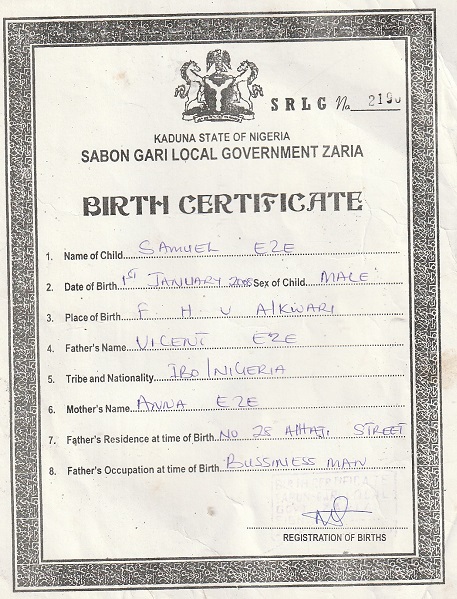 SRLG No 2190
KADUNA STATE OF NIGERIA
SABON GARI LOCAL GOVERNMENT ZARIA
BIRTH CERTIFICATE
1. Name of Child SAMUEL EZE
2. Date of Birth 1ST JANUARY Sex of Child MALE
3. Place of Birth F H U A/KWARI
4. Father's Name VICENT EZE
5. Tribe and Nationality IBO/NIGERIA
6. Mother's Name ANNA EZE
7. Father's Residence at time of Birth NO 28 STREET
8. Father's Occupation at time of Birth BUSSINESS MAN
REGISTRATION OF BIRTHS